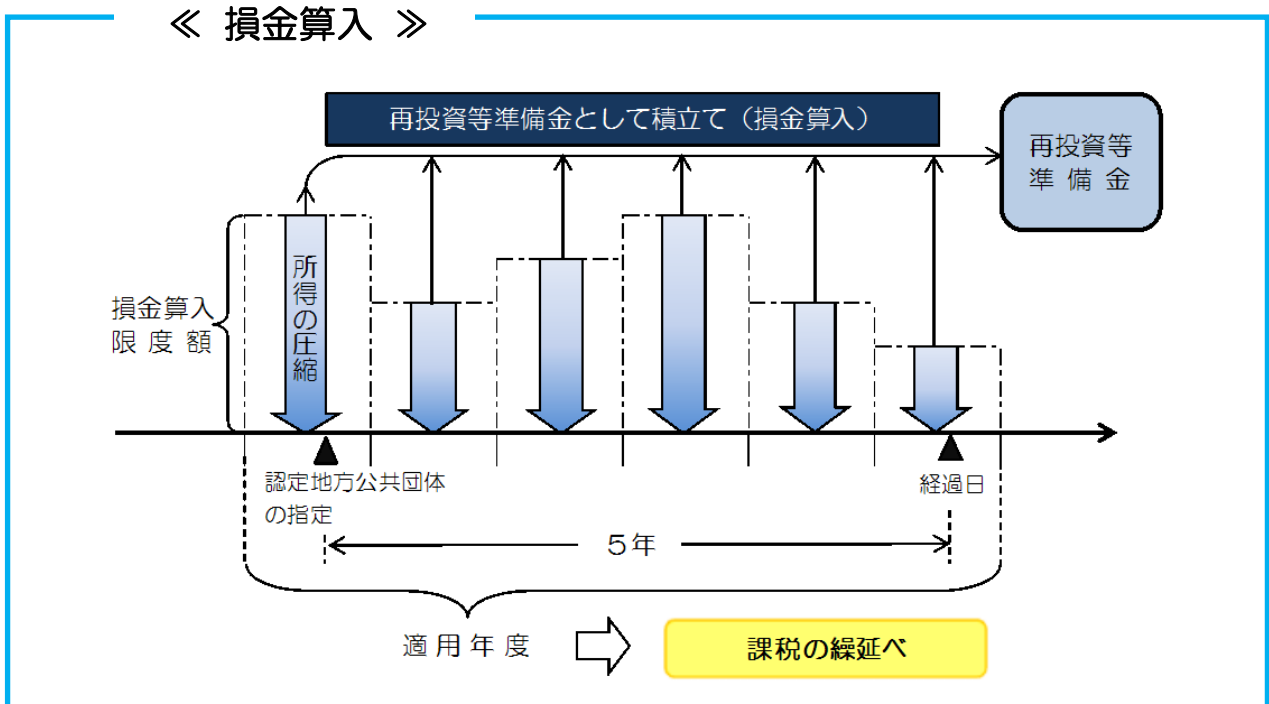 ≪ 損金算入 ≫
再投資等準備金として積立て（損金算入）
再投資等
準 備 金
所得の圧縮
損金算入
限 度 額
認定地方公共団体
の指定
経過日
５年
適 用 年 度
課税の繰延べ